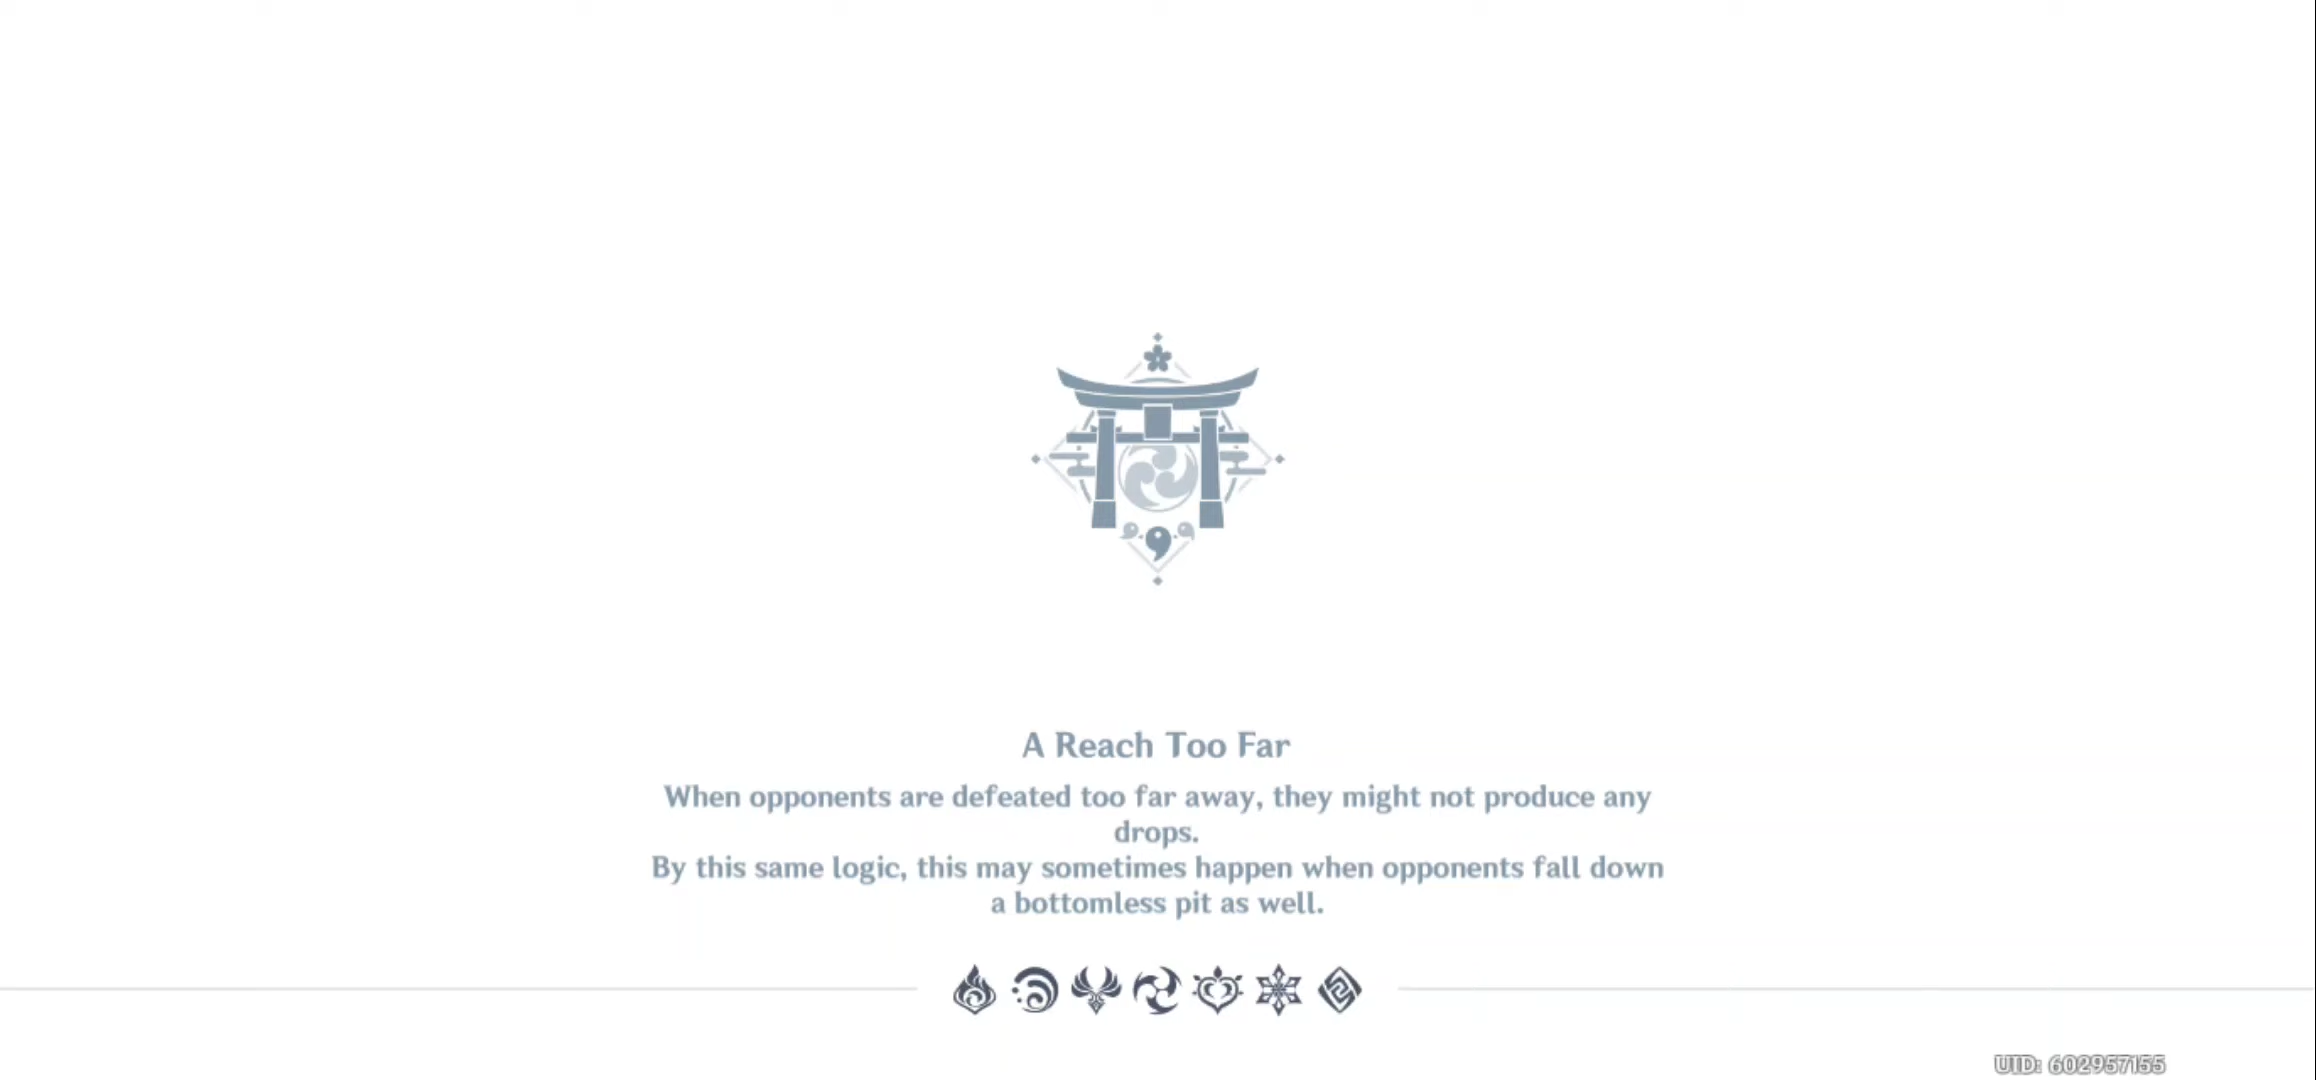 A Reach Too Far
When opponents are defeated too far away, they might not produce any
drops.
By this same logic, this may sometimes happen when opponents fall down
a bottomless pit as well.
UID: 602957155